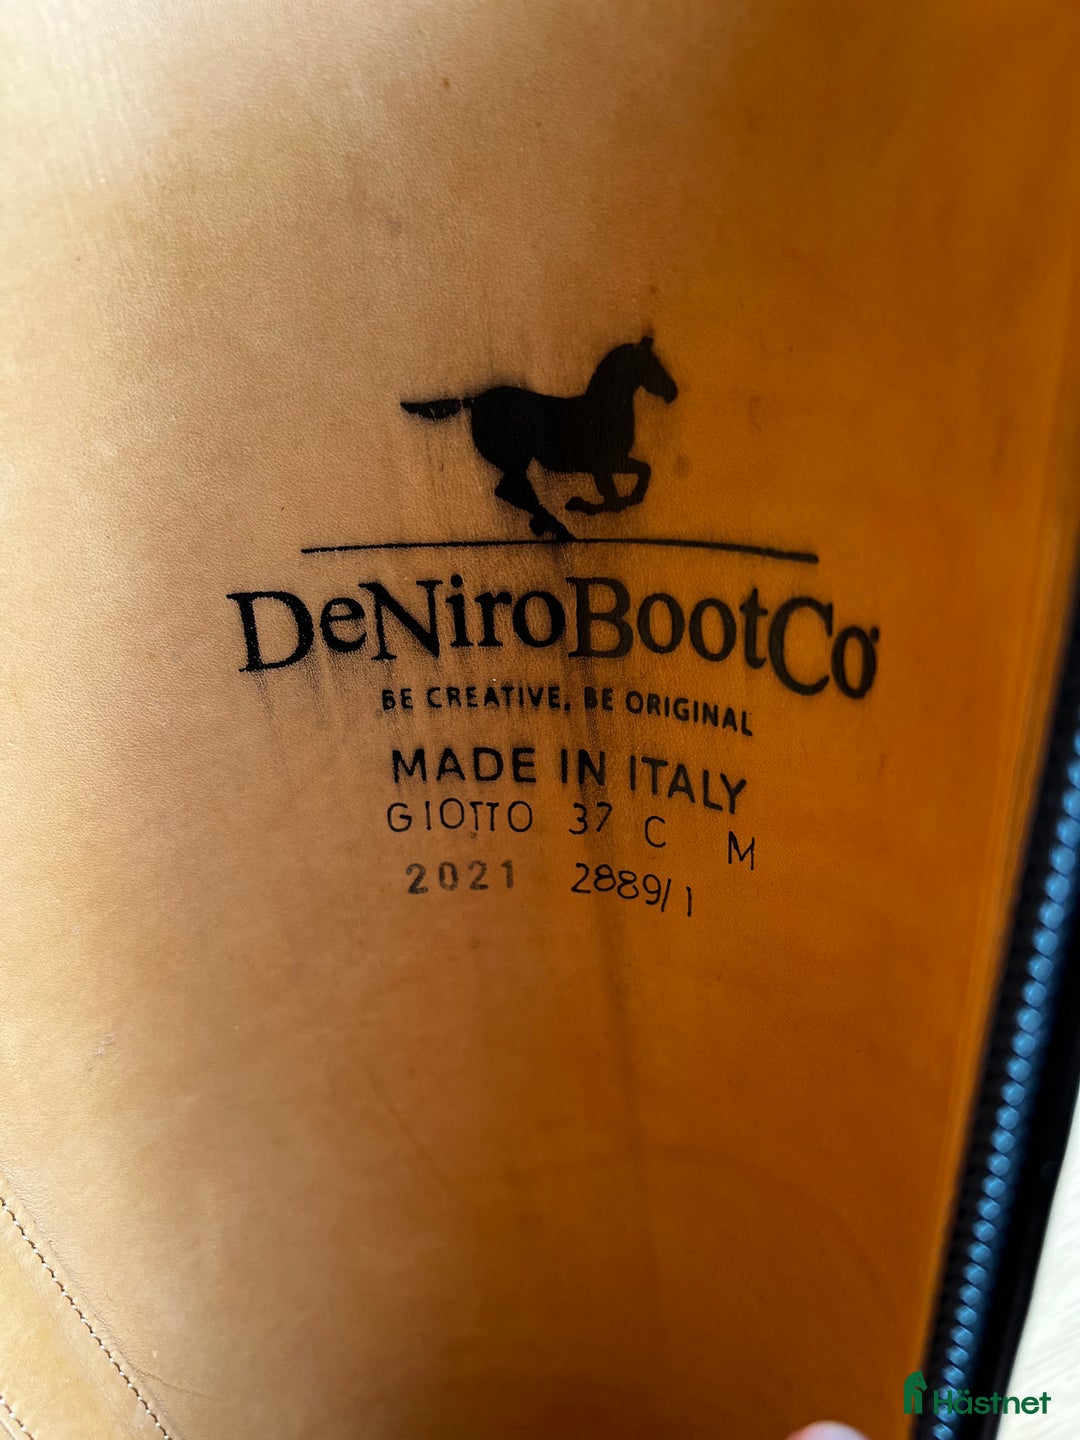 DeNiroBootCo
BE CREATIVE, BE ORIGINAL
MADE IN ITALY
GIOTTO 37 C M
2021 2889/1
Hästnet